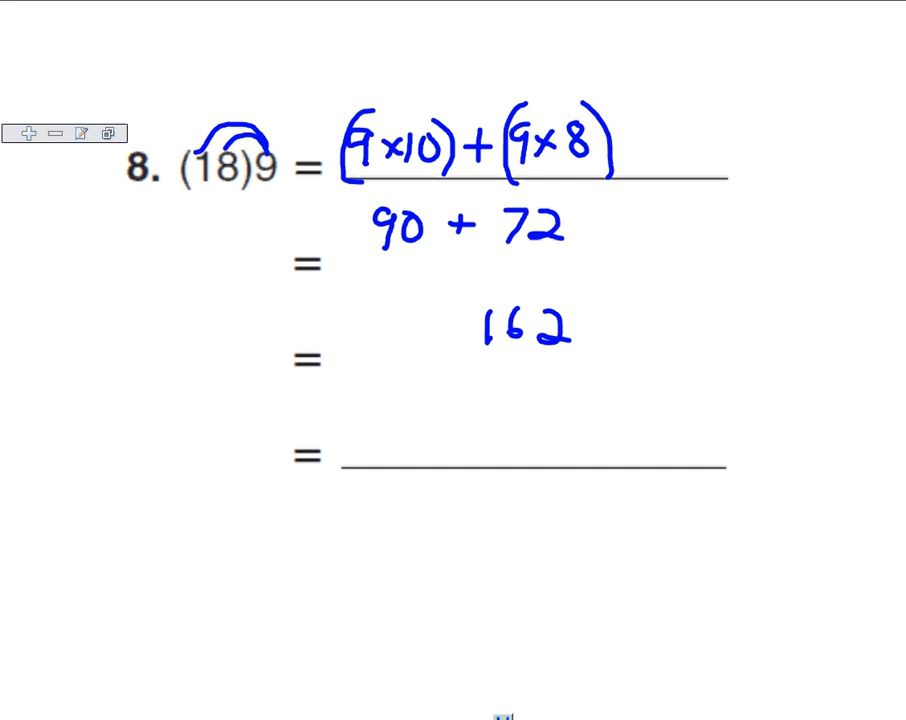 8. (18)9 = (9×10) + (9×8)
= 90 + 72
= 162
=